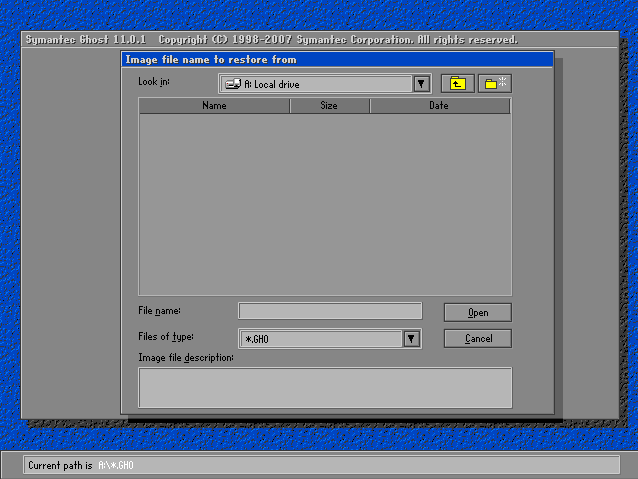 Symantec Ghost 11.0.1 Copyright (C) 1998-2007 Symantec Corporation. All rights reserved.
Image file name to restore from
Look in: A: Local drive
Name Size Date
File name: Open
Files of type: *.GHO Cancel
Image file description:
Current path is A:\*.GHO